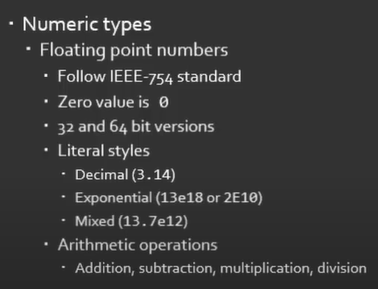 Numeric types
Floating point numbers
Follow IEEE-754 standard
Zero value is 0
32 and 64 bit versions
Literal styles
Decimal (3.14)
Exponential (13e18 or 2E10)
Mixed (13.7e12)
Arithmetic operations
Addition, subtraction, multiplication, division